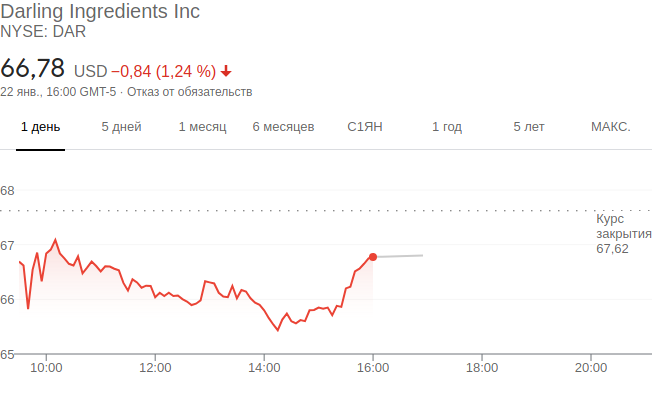 Darling Ingredients Inc
NYSE: DAR
66,78 USD −0,84 (1,24 %)
22 янв., 16:00 GMT-5 · Отказ от обязательств
1 день 5 дней 1 месяц 6 месяцев С1ЯН 1 год 5 лет МАКС.
68
Курс
закрытия
67,62
67
66
65
10:00 12:00 14:00 16:00 18:00 20:00